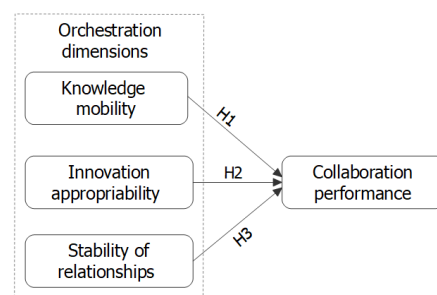 Orchestration
dimensions
Knowledge
mobility
H1
Innovation
appropriability
H2
Collaboration
performance
Stability of
relationships
H3